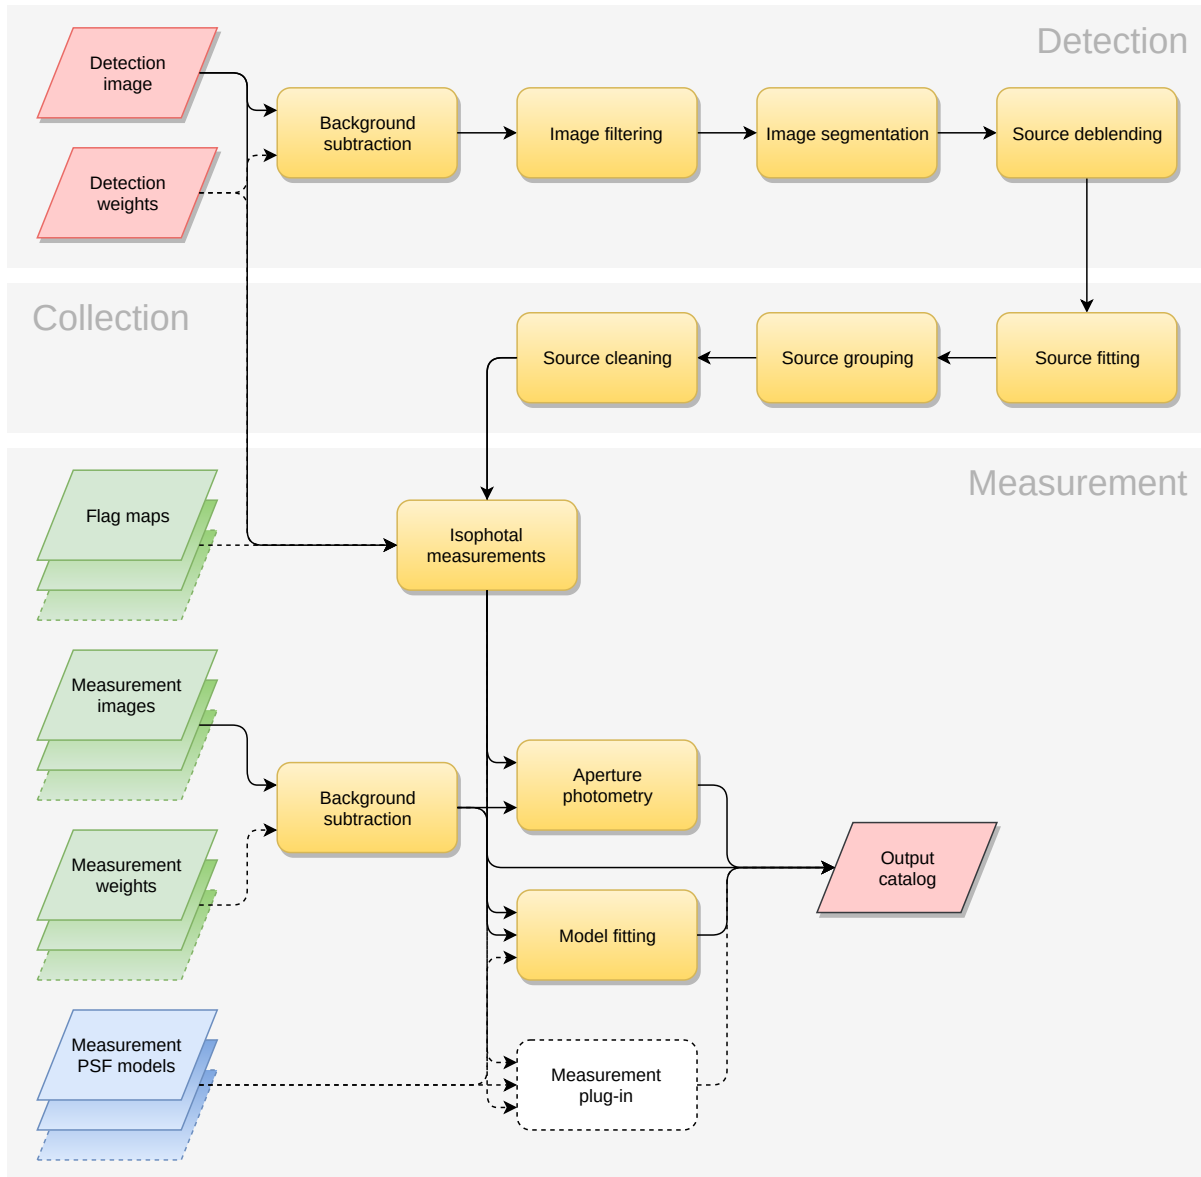 Detection
Detection
image
Background
subtraction
Image filtering
Image segmentation
Source deblending
Detection
weights
Collection
Source cleaning
Source grouping
Source fitting
Measurement
Flag maps
Isophotal
measurements
Measurement
images
Background
subtraction
Aperture
photometry
Measurement
weights
Output
catalog
Model fitting
Measurement
PSF models
Measurement
plug-in